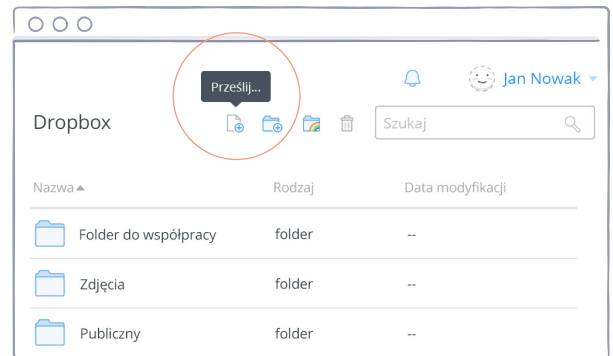 Jan Nowak
Prześlij...
Dropbox
Szukaj
Nazwa Rodzaj Data modyfikacji
Folder do współpracy folder --
Zdjęcia folder --
Publiczny folder --